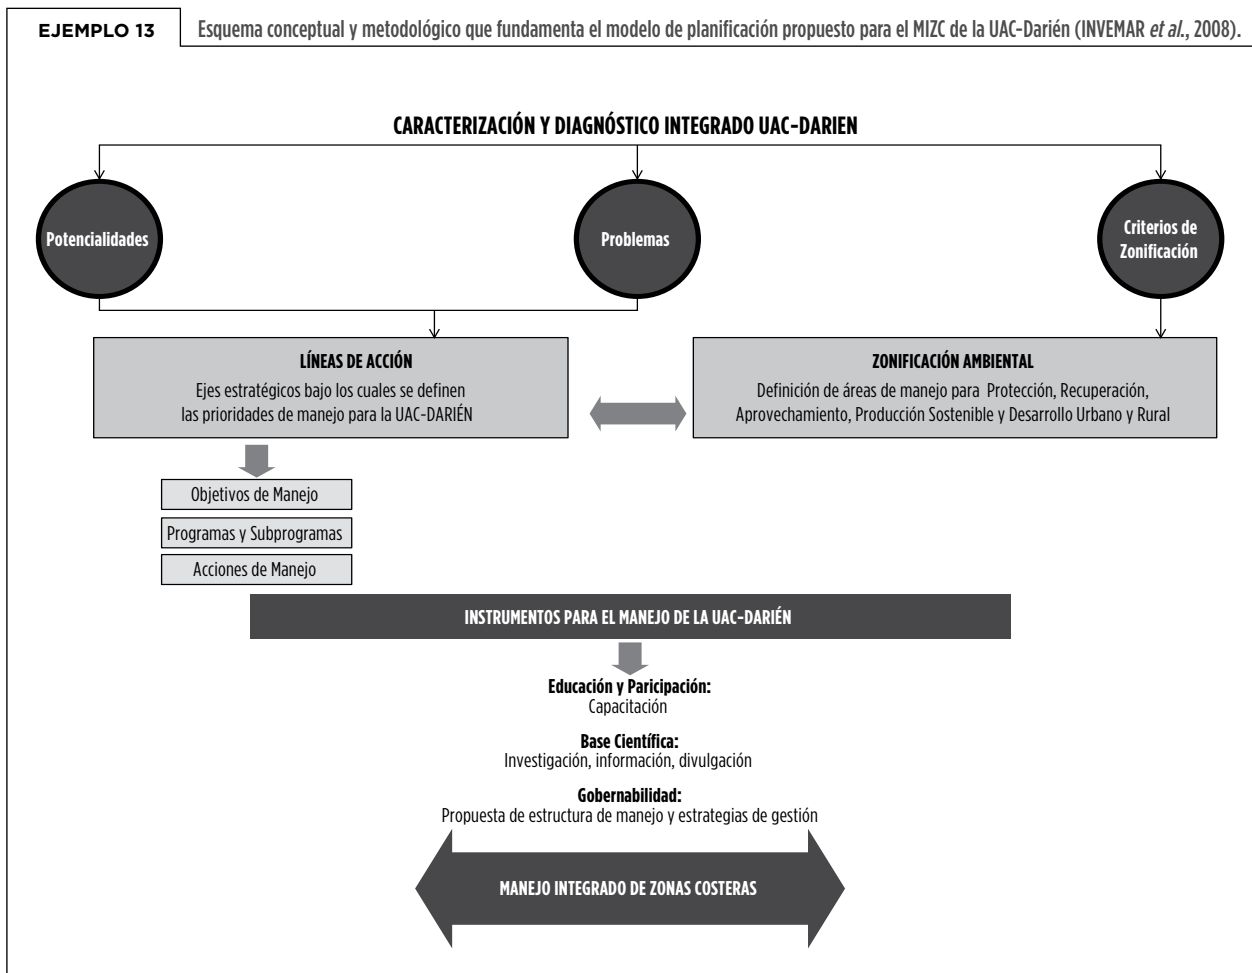 EJEMPLO 13
Esquema conceptual y metodológico que fundamenta el modelo de planificación propuesto para el MIZC de la UAC-Darién (INVEMAR et al., 2008).
CARACTERIZACIÓN Y DIAGNÓSTICO INTEGRADO UAC-DARIEN
Potencialidades
Problemas
Criterios de
Zonificación
LÍNEAS DE ACCIÓN
Ejes estratégicos bajo los cuales se definen
las prioridades de manejo para la UAC-DARIÉN
ZONIFICACIÓN AMBIENTAL
Definición de áreas de manejo para Protección, Recuperación,
Aprovechamiento, Producción Sostenible y Desarrollo Urbano y Rural
Objetivos de Manejo
Programas y Subprogramas
Acciones de Manejo
INSTRUMENTOS PARA EL MANEJO DE LA UAC-DARIÉN
Educación y Paricipación:
Capacitación
Base Científica:
Investigación, información, divulgación
Gobernabilidad:
Propuesta de estructura de manejo y estrategias de gestión
MANEJO INTEGRADO DE ZONAS COSTERAS